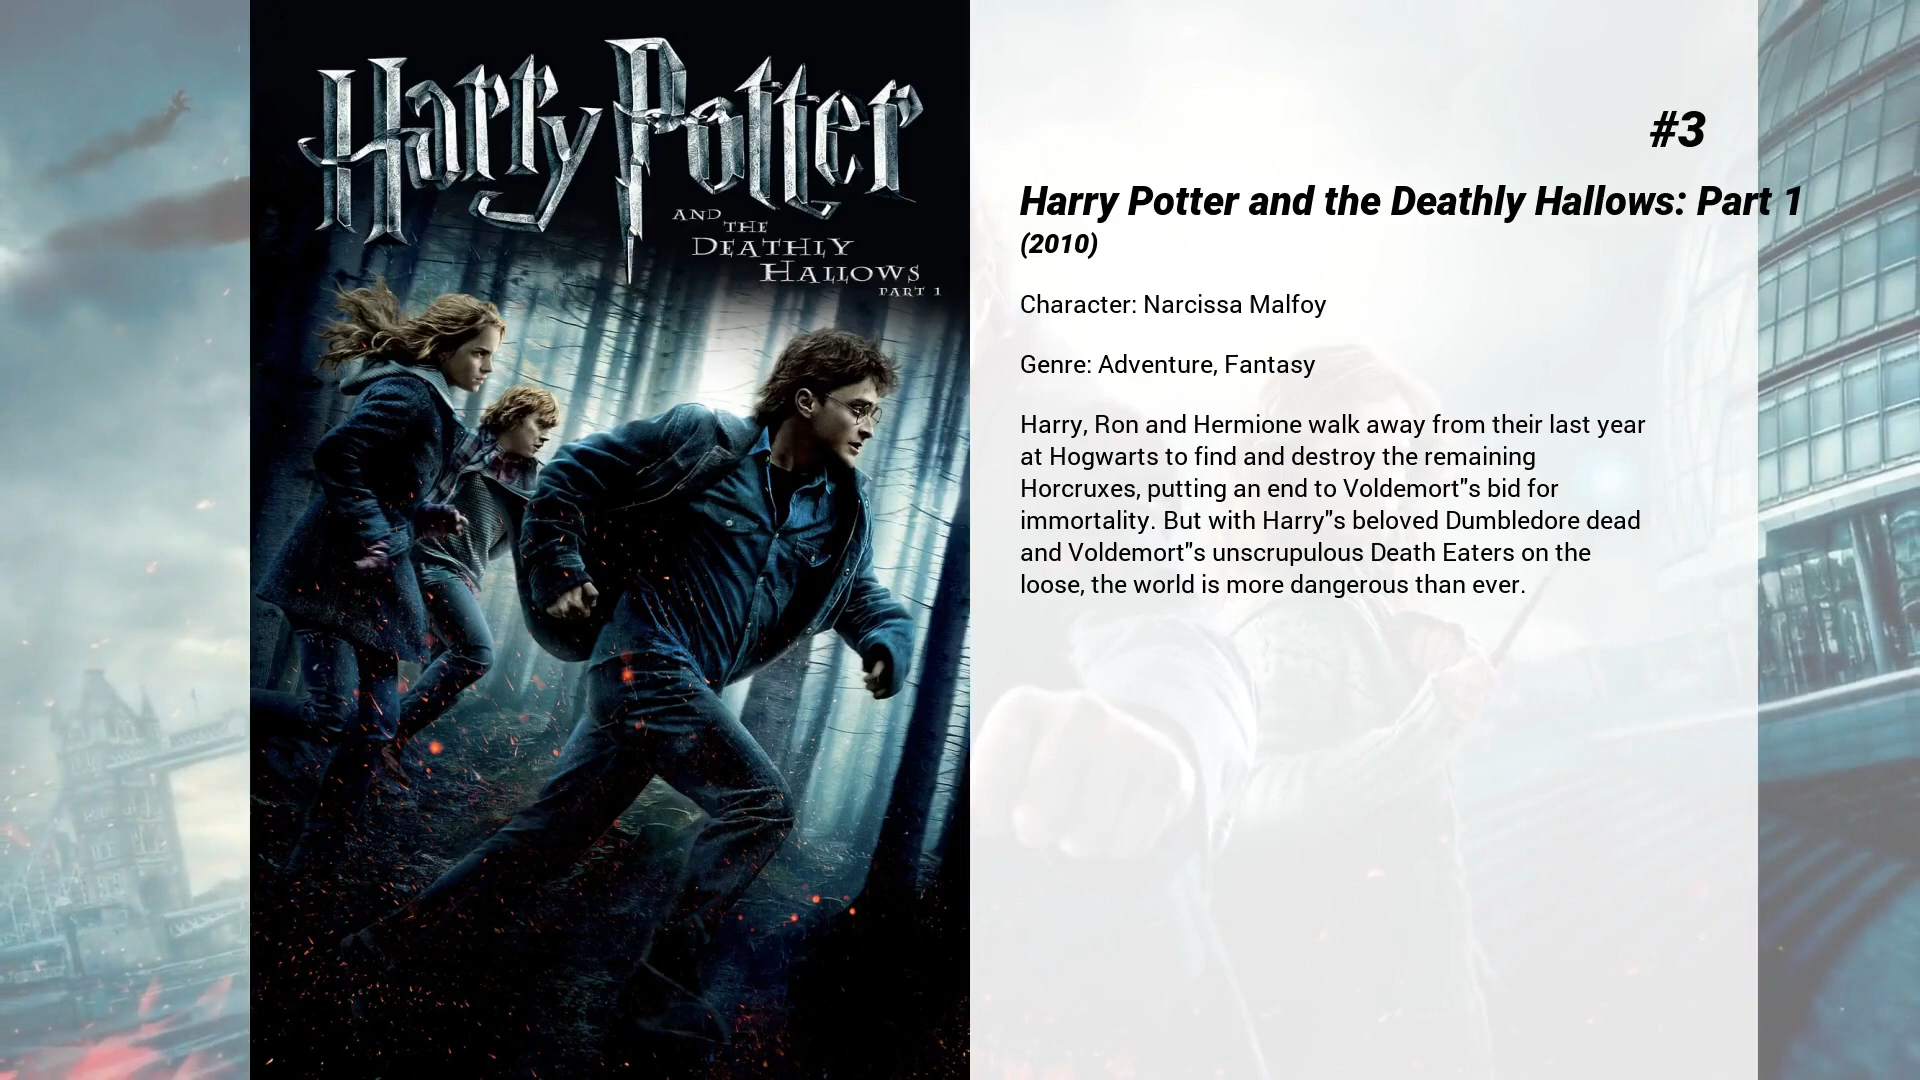 Harry Potter
AND
THE
DEATHLY
HALLOWS
PART 1
#3
Harry Potter and the Deathly Hallows: Part 1
(2010)
Character: Narcissa Malfoy
Genre: Adventure, Fantasy
Harry, Ron and Hermione walk away from their last year
at Hogwarts to find and destroy the remaining
Horcruxes, putting an end to Voldemort"s bid for
immortality. But with Harry"s beloved Dumbledore dead
and Voldemort"s unscrupulous Death Eaters on the
loose, the world is more dangerous than ever.